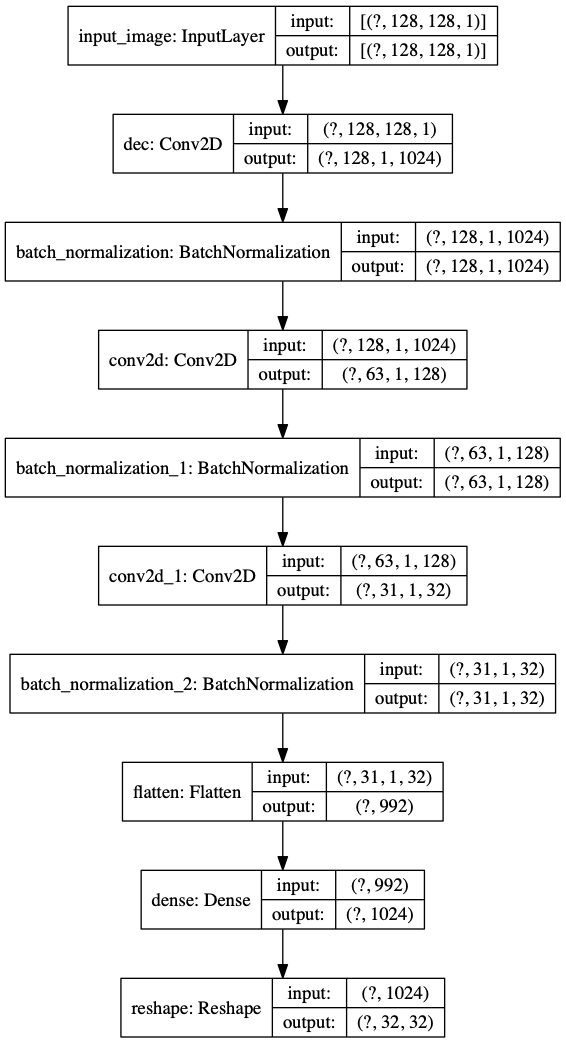 input_image: InputLayer
input: [(?, 128, 128, 1)]
output: [(?, 128, 128, 1)]
dec: Conv2D
input: (?, 128, 128, 1)
output: (?, 128, 1, 1024)
batch_normalization: BatchNormalization
input: (?, 128, 1, 1024)
output: (?, 128, 1, 1024)
conv2d: Conv2D
input: (?, 128, 1, 1024)
output: (?, 63, 1, 128)
batch_normalization_1: BatchNormalization
input: (?, 63, 1, 128)
output: (?, 63, 1, 128)
conv2d_1: Conv2D
input: (?, 63, 1, 128)
output: (?, 31, 1, 32)
batch_normalization_2: BatchNormalization
input: (?, 31, 1, 32)
output: (?, 31, 1, 32)
flatten: Flatten
input: (?, 31, 1, 32)
output: (?, 992)
dense: Dense
input: (?, 992)
output: (?, 1024)
reshape: Reshape
input: (?, 1024)
output: (?, 32, 32)